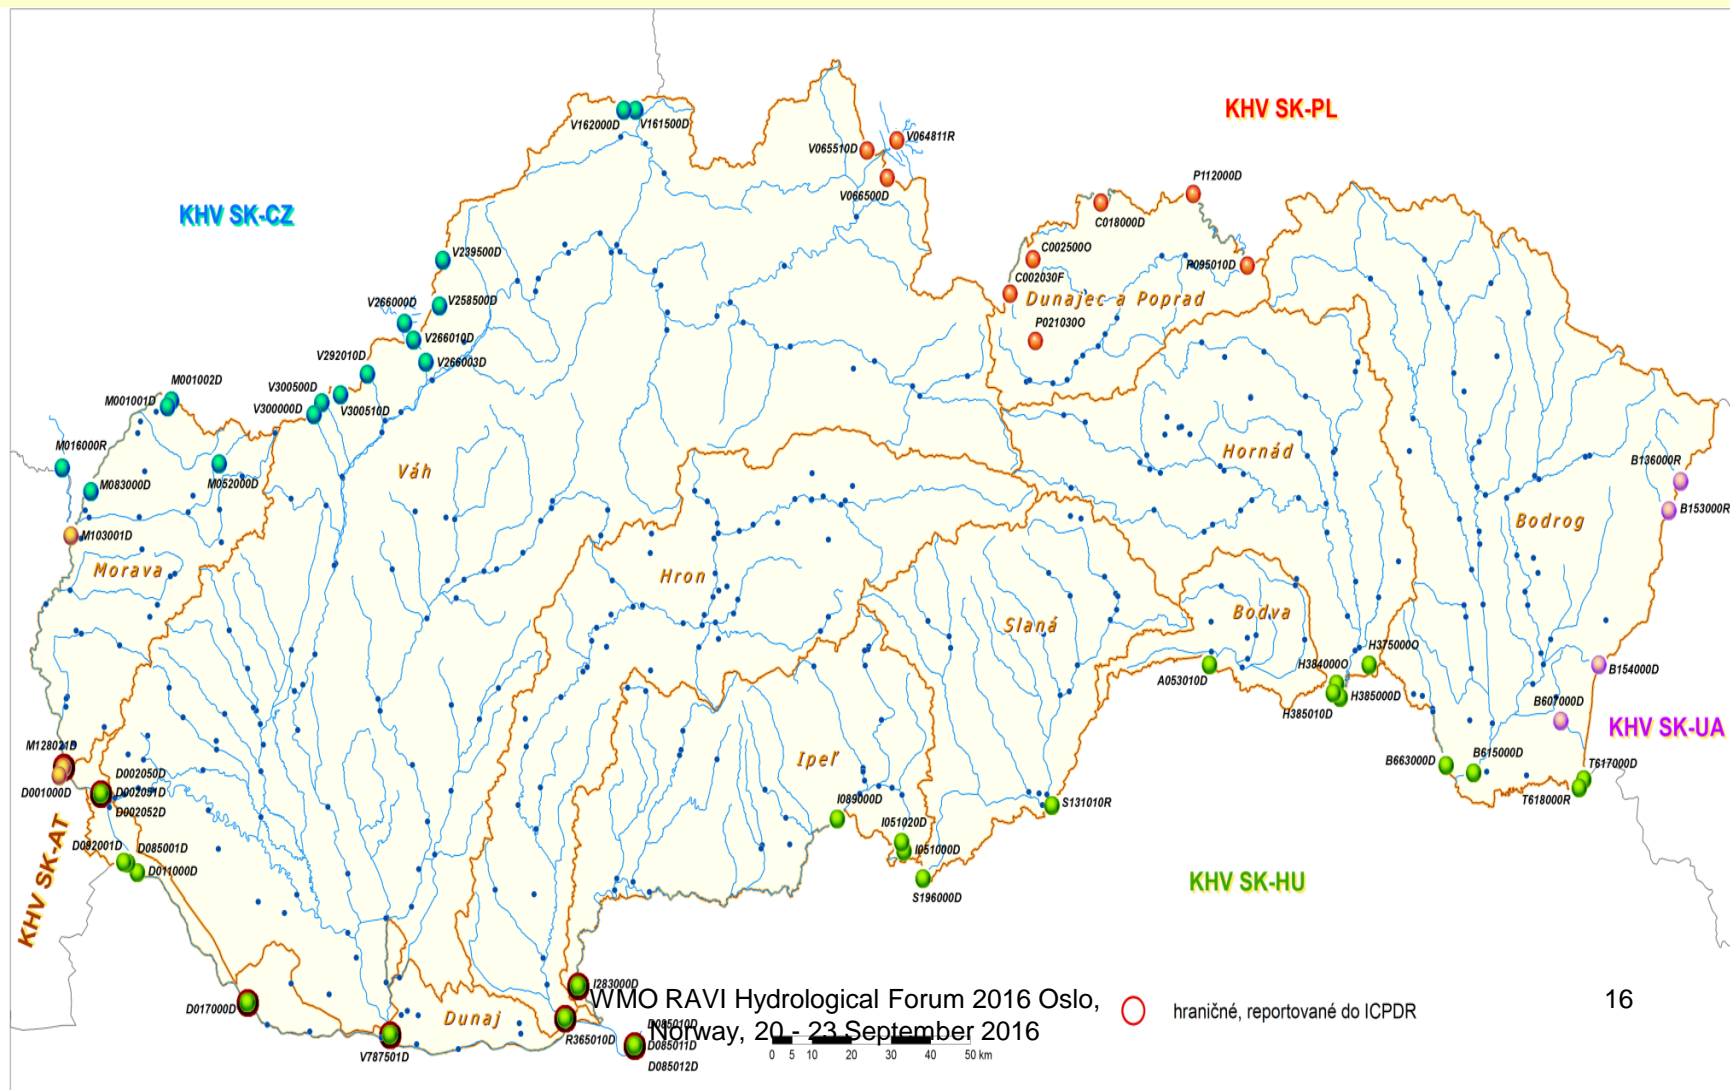 KHV SK-PL
V162000D
V161500D
V064811R
V065510D
V066500D
P112000D
KHV SK-CZ
C018000D
V239500D
C002500O
P095010D
C002030F
V266000D
V258500D
Dunajec a Poprad
V266010D
P021030O
V292010D
V266003D
M001002D
V300500D
M001001D
V300510D
V300000D
M016000R
Váh
Hornád
B136000R
M083000D
M052000D
B153000R
Bodrog
M103001D
Morava
Hron
Bodva
Slaná
H375000O
H384000O
A053010D
B154000D
H385000D
B607000D
H385010D
KHV SK-UA
M128021D
Ipeľ
B615000D
D002050D
B663000D
T617000D
D001000D
D002051D
T618000R
I089000D
S131010R
D002052D
I051020D
D092001D
D085001D
I051000D
D011000D
KHV SK-HU
KHV SK-AT
S196000D
I283000D
WMO RAVI Hydrological Forum 2016 Oslo,
16
D017000D
hraničné, reportované do ICPDR
Dunaj
D085010D
Norway, 20 - 23 September 2016
R365010D
D085011D
V787501D
0 5 10 20 30 40 50 km
D085012D